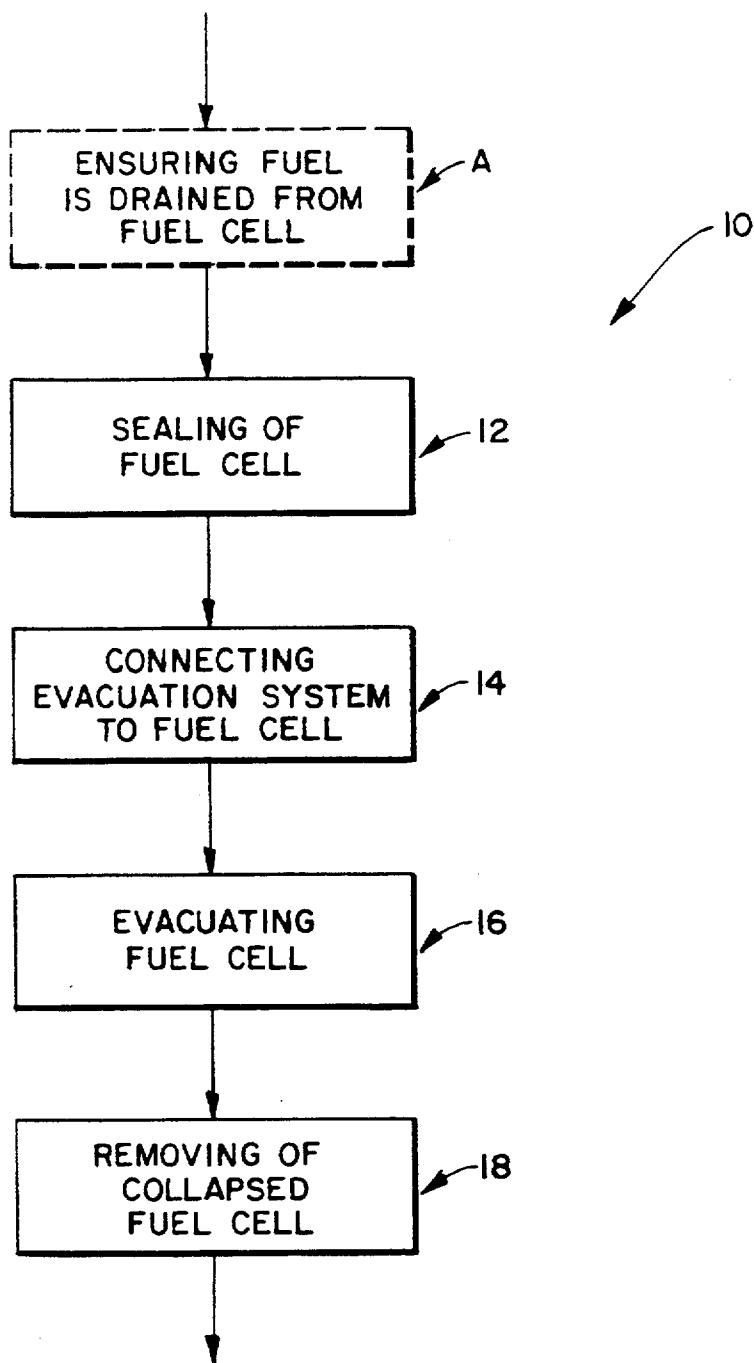 ENSURING FUEL
IS DRAINED FROM
FUEL CELL
A
10
SEALING OF
FUEL CELL
12
CONNECTING
EVACUATION SYSTEM
TO FUEL CELL
14
EVACUATING
FUEL CELL
16
REMOVING OF
COLLAPSED
FUEL CELL
18